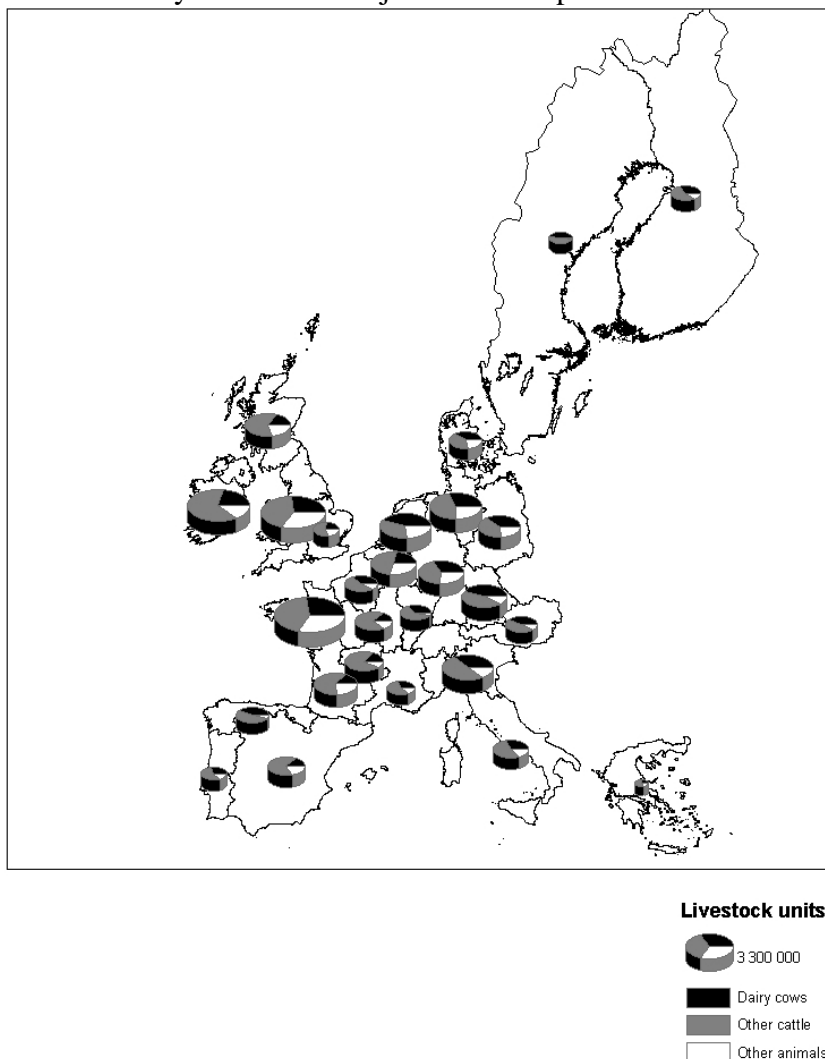 Livestock units
3 300 000
Dairy cows
Other cattle
Other animals